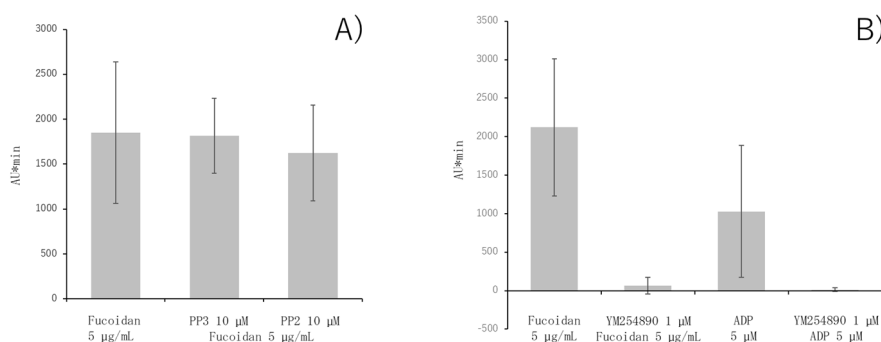 A)
3000
2500
2000
1500
1000
500
0
AU*min
Fucoidan
5 μg/mL
PP3 10 μM
PP2 10 μM
Fucoidan 5 μg/mL
B)
3500
3000
2500
2000
1500
1000
500
0
-500
AU*min
Fucoidan
5 μg/mL
YM254890 1 μM
Fucoidan 5 μg/mL
ADP
5 μM
YM254890 1 μM
ADP 5 μM